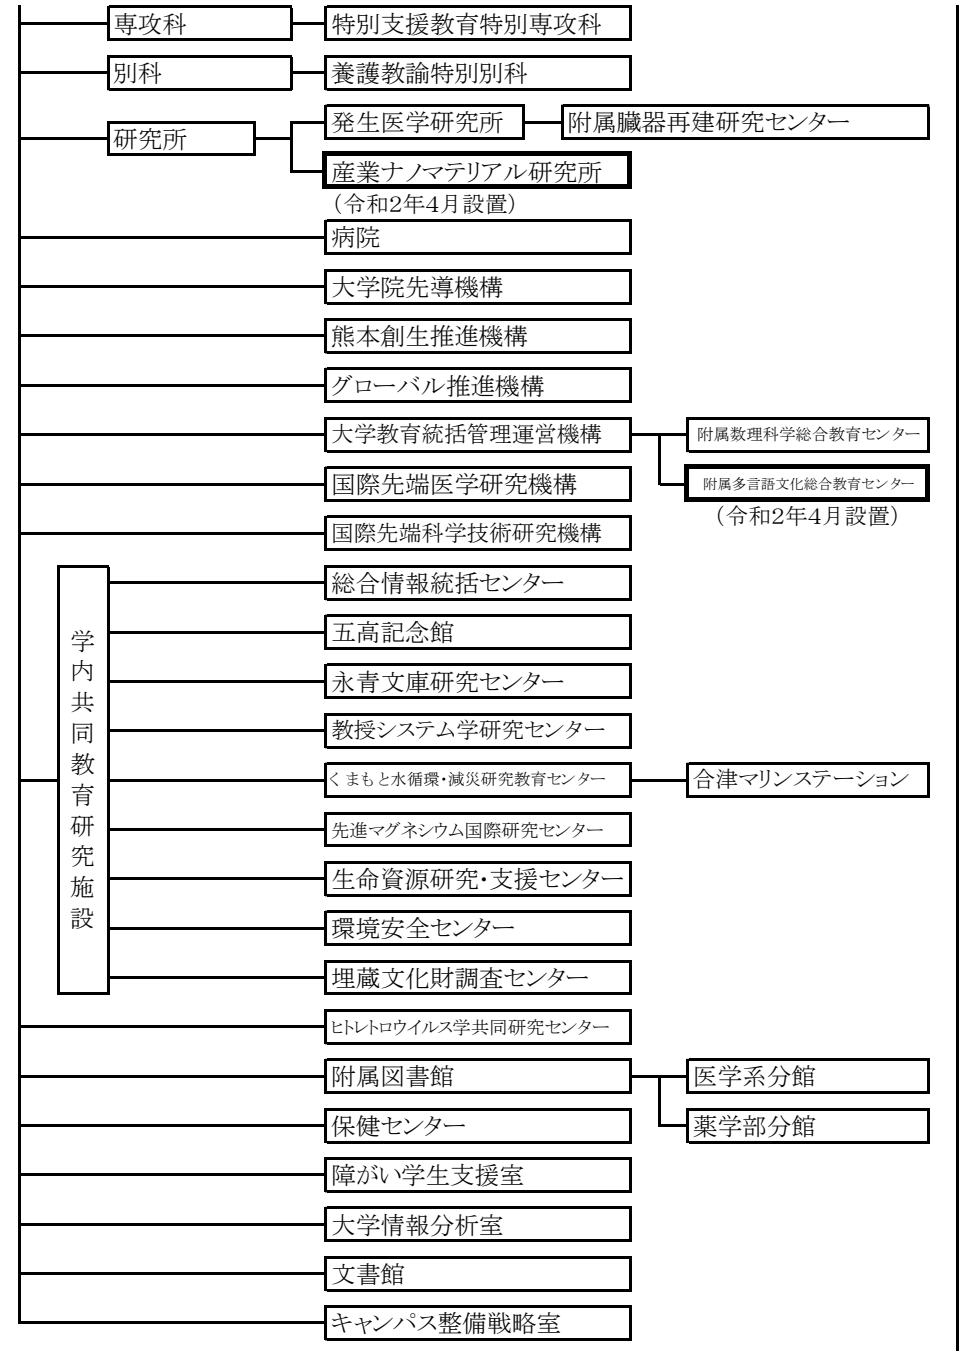 専攻科
特別支援教育特別専攻科
別科
養護教諭特別別科
研究所
発生医学研究所
附属臓器再建研究センター
産業ナノマテリアル研究所
（令和2年4月設置）
病院
大学院先導機構
熊本創生推進機構
グローバル推進機構
大学教育統括管理運営機構
附属数理科学総合教育センター
国際先端医学研究機構
附属多言語文化総合教育センター
（令和2年4月設置）
国際先端科学技術研究機構
学内共同教育研究施設
総合情報統括センター
五高記念館
永青文庫研究センター
教授システム学研究センター
くまもと水循環・減災研究教育センター
合津マリンステーション
先進マグネシウム国際研究センター
生命資源研究・支援センター
環境安全センター
埋蔵文化財調査センター
ヒトレトロウイルス学共同研究センター
附属図書館
医学系分館
薬学部分館
保健センター
障がい学生支援室
大学情報分析室
文書館
キャンパス整備戦略室